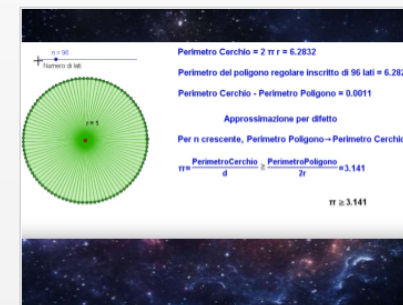 n = 96
Numero di lati
r = 1
Perimetro Cerchio = 2 π r = 6.2832
Perimetro del poligono regolare inscritto di 96 lati = 6.282
Perimetro Cerchio - Perimetro Poligono = 0.0011
Approssimazione per difetto
Per n crescente, Perimetro Poligono→Perimetro Cerchio
π= PerimetroCerchio / d ≥ PerimetroPoligono / 2r =3.141
π ≥ 3.141